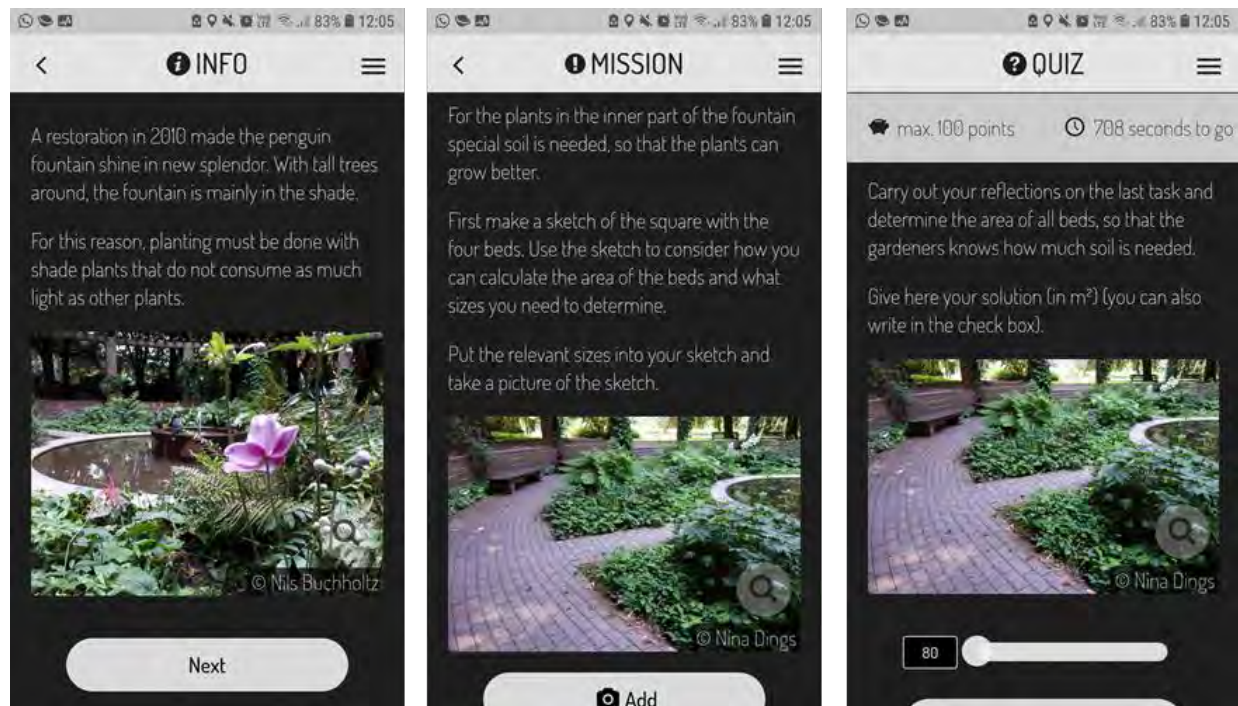 83% 12:05
INFO
A restoration in 2010 made the penguin
fountain shine in new splendor. With tall trees
around, the fountain is mainly in the shade.
For this reason, planting must be done with
shade plants that do not consume as much
light as other plants.
© Nils Buchholtz
Next
83% 12:05
MISSION
For the plants in the inner part of the fountain
special soil is needed, so that the plants can
grow better.
First make a sketch of the square with the
four beds. Use the sketch to consider how you
can calculate the area of the beds and what
sizes you need to determine.
Put the relevant sizes into your sketch and
take a picture of the sketch.
© Nina Dings
Add
83% 12:05
QUIZ
max. 100 points 708 seconds to go
Carry out your reflections on the last task and
determine the area of all beds, so that the
gardeners knows how much soil is needed.
Give here your solution (in m²) (you can also
write in the check box).
© Nina Dings
80